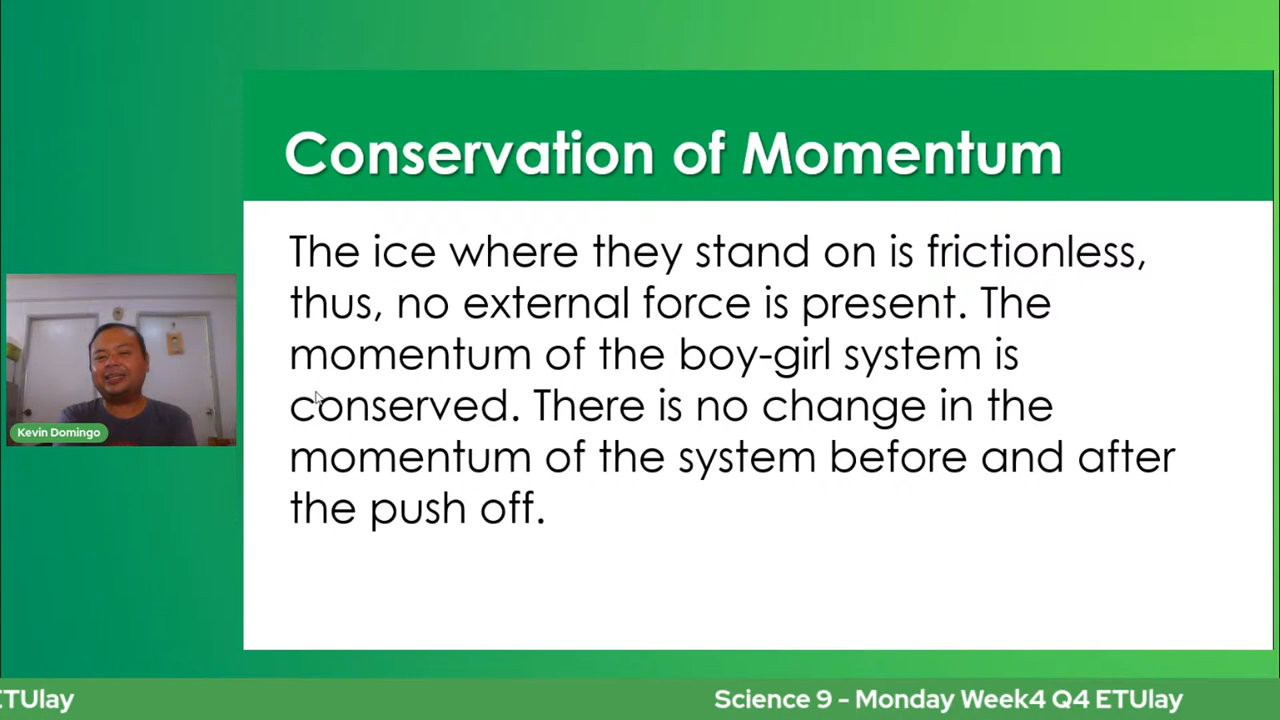 Conservation of Momentum
The ice where they stand on is frictionless,
thus, no external force is present. The
momentum of the boy-girl system is
conserved. There is no change in the
momentum of the system before and after
the push off.
Kevin Domingo
ETUlay
Science 9 - Monday Week4 Q4 ETUlay